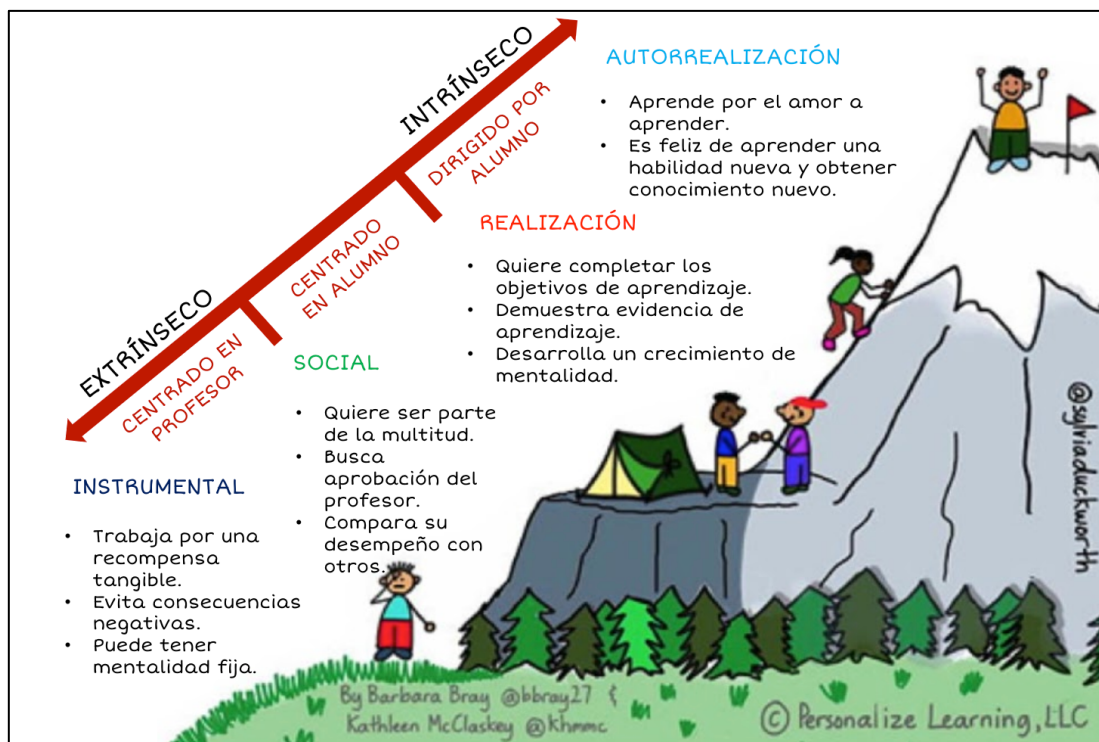 INTRÍNSECO
EXTRÍNSECO
DIRIGIDO POR
ALUMNO
CENTRADO
EN ALUMNO
CENTRADO EN
PROFESOR
AUTORREALIZACIÓN
• Aprende por el amor a
aprender.
• Es feliz de aprender una
habilidad nueva y obtener
conocimiento nuevo.
REALIZACIÓN
• Quiere completar los
objetivos de aprendizaje.
• Demuestra evidencia de
aprendizaje.
• Desarrolla un crecimiento de
mentalidad.
SOCIAL
• Quiere ser parte
de la multitud.
• Busca
aprobación del
profesor.
• Compara su
desempeño con
otros.
INSTRUMENTAL
• Trabaja por una
recompensa
tangible.
• Evita consecuencias
negativas.
• Puede tener
mentalidad fija.
@sylviaduckworth
By Barbara Bray @bbray27 &
Kathleen McClaskey @khmmc
© Personalize Learning, LLC